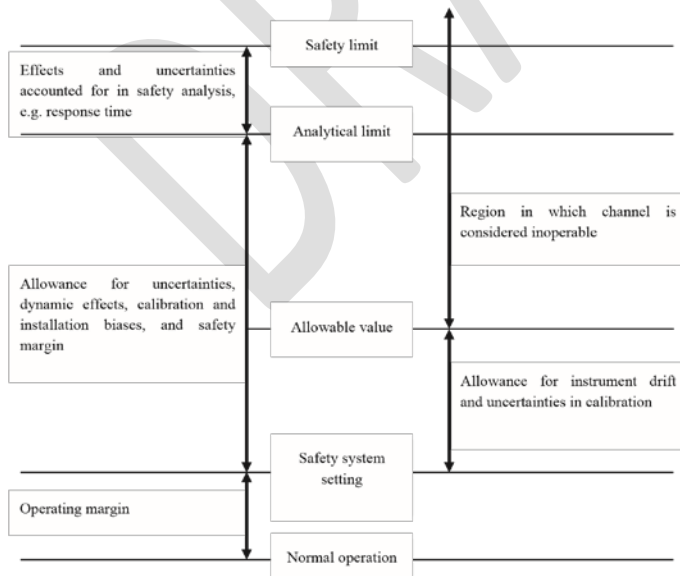 Safety limit
Effects and uncertainties
accounted for in safety analysis,
e.g. response time
Analytical limit
Region in which channel is
considered inoperable
Allowance for uncertainties,
dynamic effects, calibration and
installation biases, and safety
margin
Allowable value
Allowance for instrument drift
and uncertainties in calibration
Safety system
setting
Operating margin
Normal operation